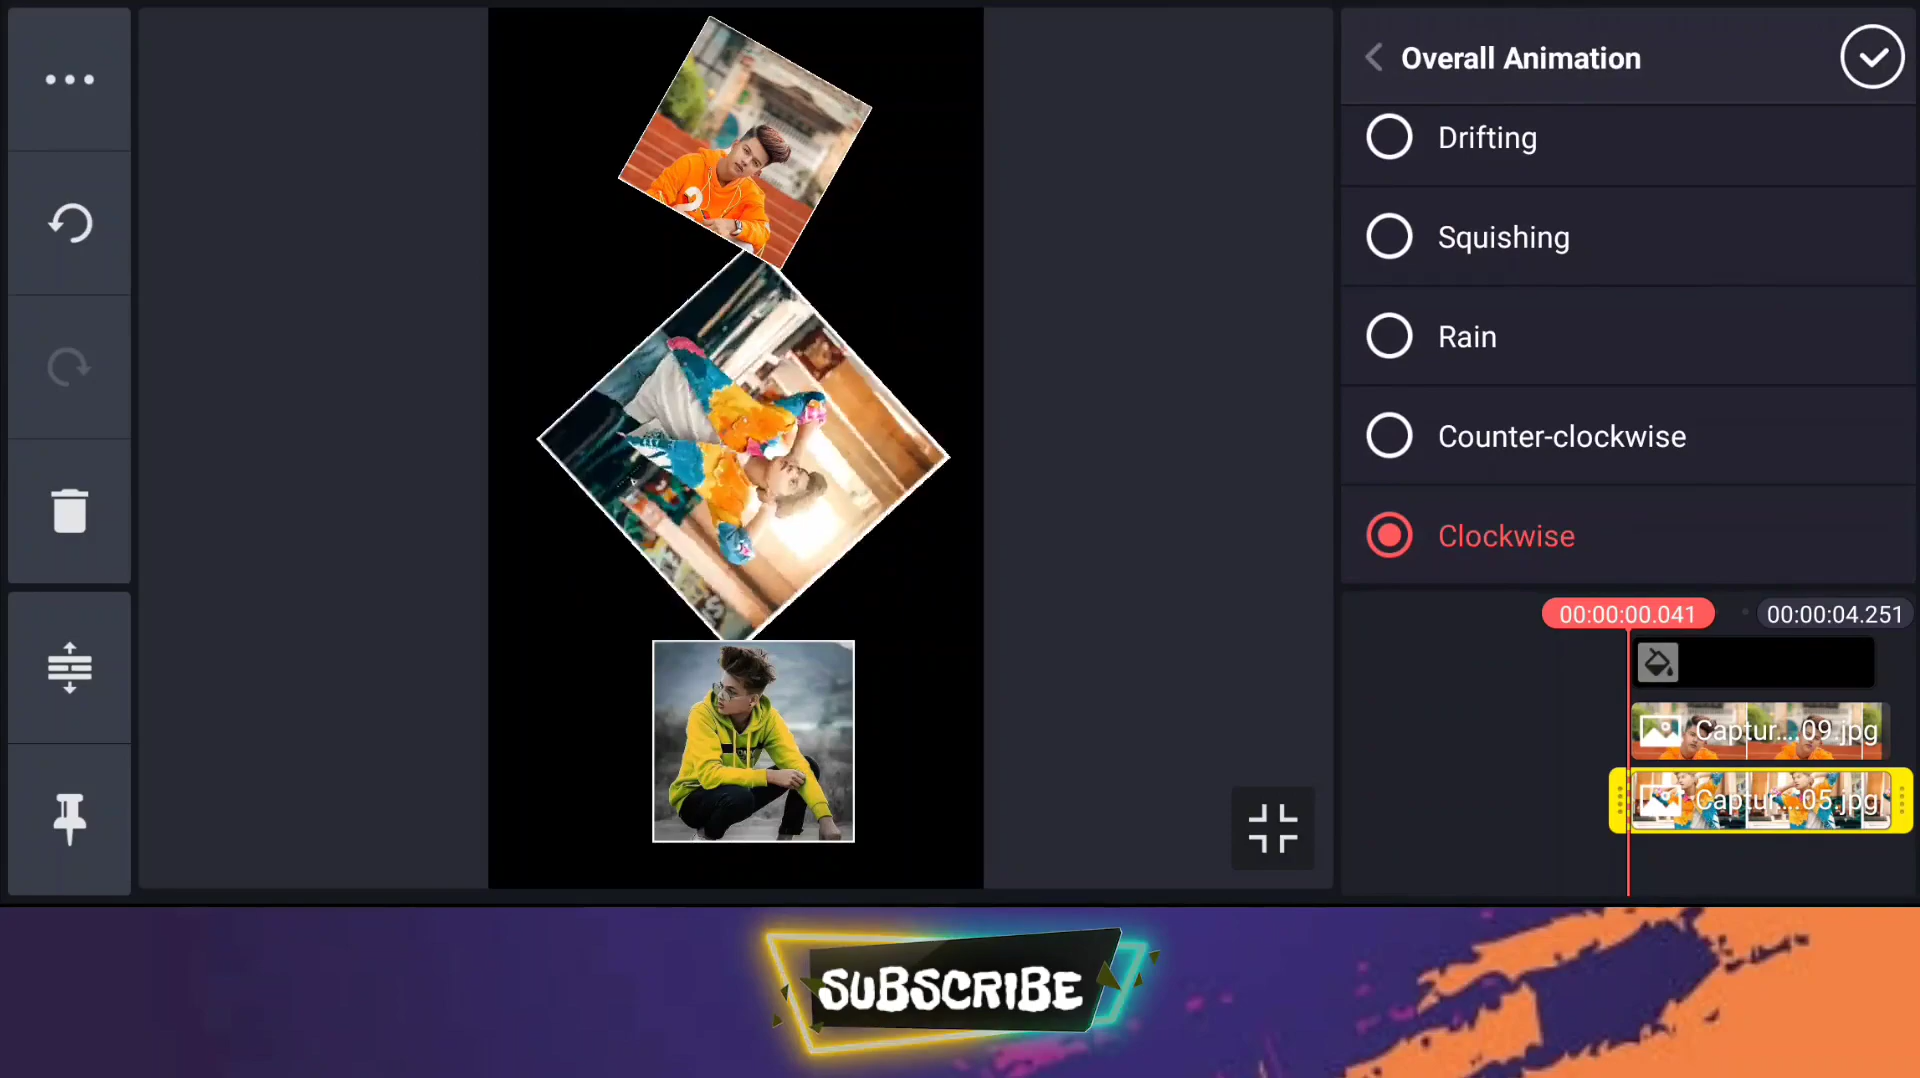 Overall Animation
Drifting
Squishing
Rain
Counter-clockwise
Clockwise
00:00:00.041
00:00:04.251
Captur....09.jpg
Captur....05.jpg
SUBSCRIBE